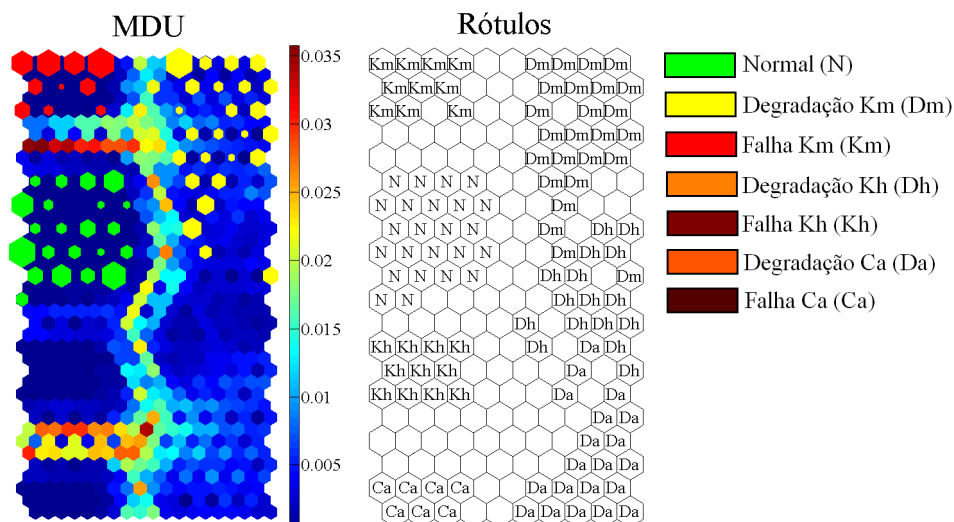 MDU
Rótulos
0.035
0.03
0.025
0.02
0.015
0.01
0.005
Km Km Km Km Dm Dm Dm Dm
Km Km Km Dm Dm Dm Dm
Km Km Km Dm Dm Dm
Dm Dm Dm Dm
Dm Dm Dm Dm
N N N N Dm Dm
N N N N N Dm
N N N N Dm Dh Dh
N N N N N Dm Dh Dh
N N N N Dh Dh Dm
N N Dh Dh Dh
Dh Dh Dh Dh
Kh Kh Kh Kh Dh Da Dh
Kh Kh Kh Da Dh
Kh Kh Kh Kh Da Da
Da Da
Da Da
Da Da Da
Ca Ca Ca Ca Da Da Da Da
Ca Ca Ca Da Da Da Da Da
Normal (N)
Degradação Km (Dm)
Falha Km (Km)
Degradação Kh (Dh)
Falha Kh (Kh)
Degradação Ca (Da)
Falha Ca (Ca)